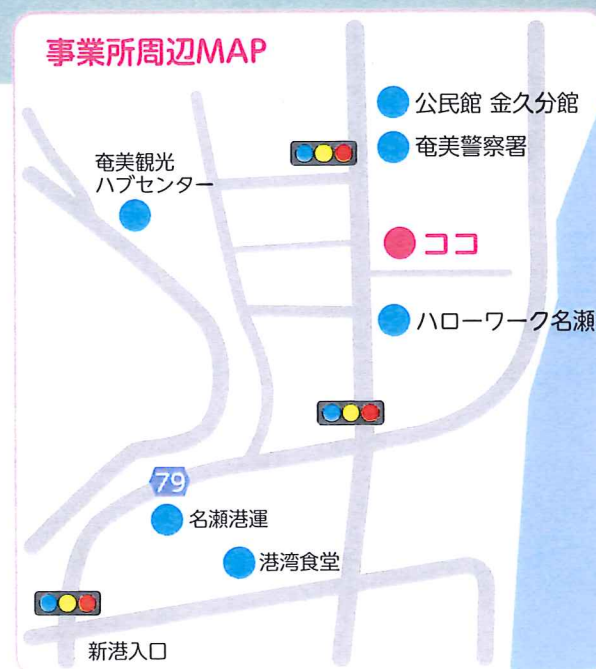 事業所周辺MAP
公民館 金久分館
奄美警察署
奄美観光
ハブセンター
ココ
ハローワーク名瀬
79
名瀬港運
港湾食堂
新港入口